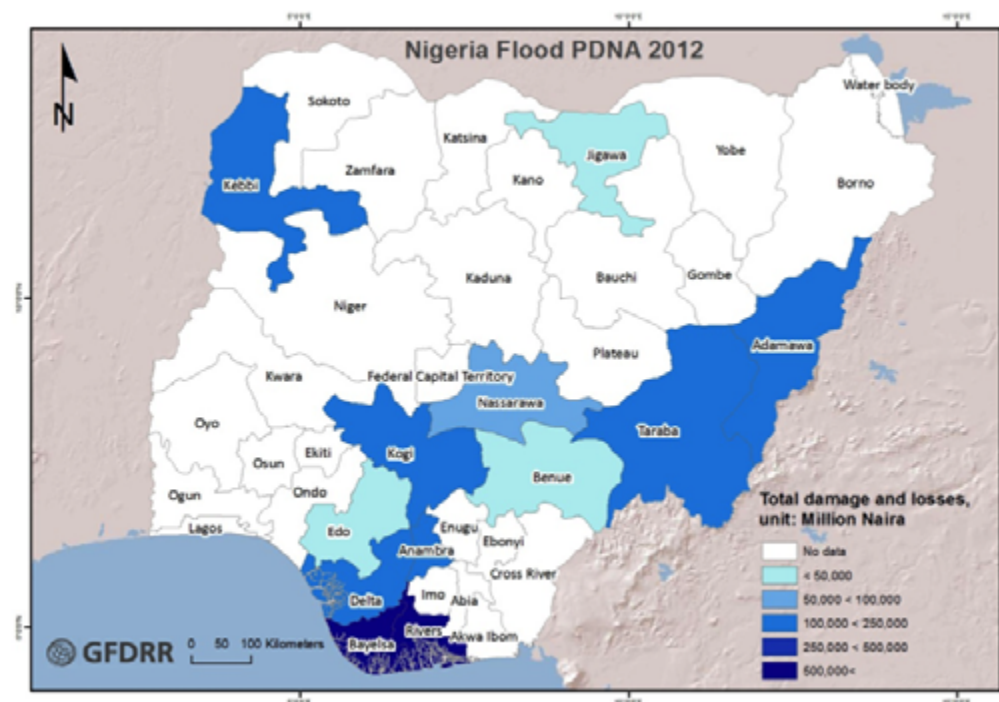 Nigeria Flood PDNA 2012
N
Water body
Sokoto
Katsina
Jigawa
Yobe
Zamfara
Kano
Borno
Kebbi
Kaduna
Bauchi
Gombe
Niger
Adamawa
Plateau
Kwara
Federal Capital Territory
Nassarawa
Oyo
Taraba
Kogi
Ekiti
Osun
Benue
Ogun
Ondo
Lagos
Edo
Enugu
Ebonyi
Anambra
Cross River
Imo
Abia
Delta
Rivers
Akwa Ibom
Bayelsa
Total damage and losses,
unit: Million Naira
No data
< 50,000
50,000 < 100,000
100,000 < 250,000
250,000 < 500,000
500,000<
0 50 100 Kilometers
GFDRR